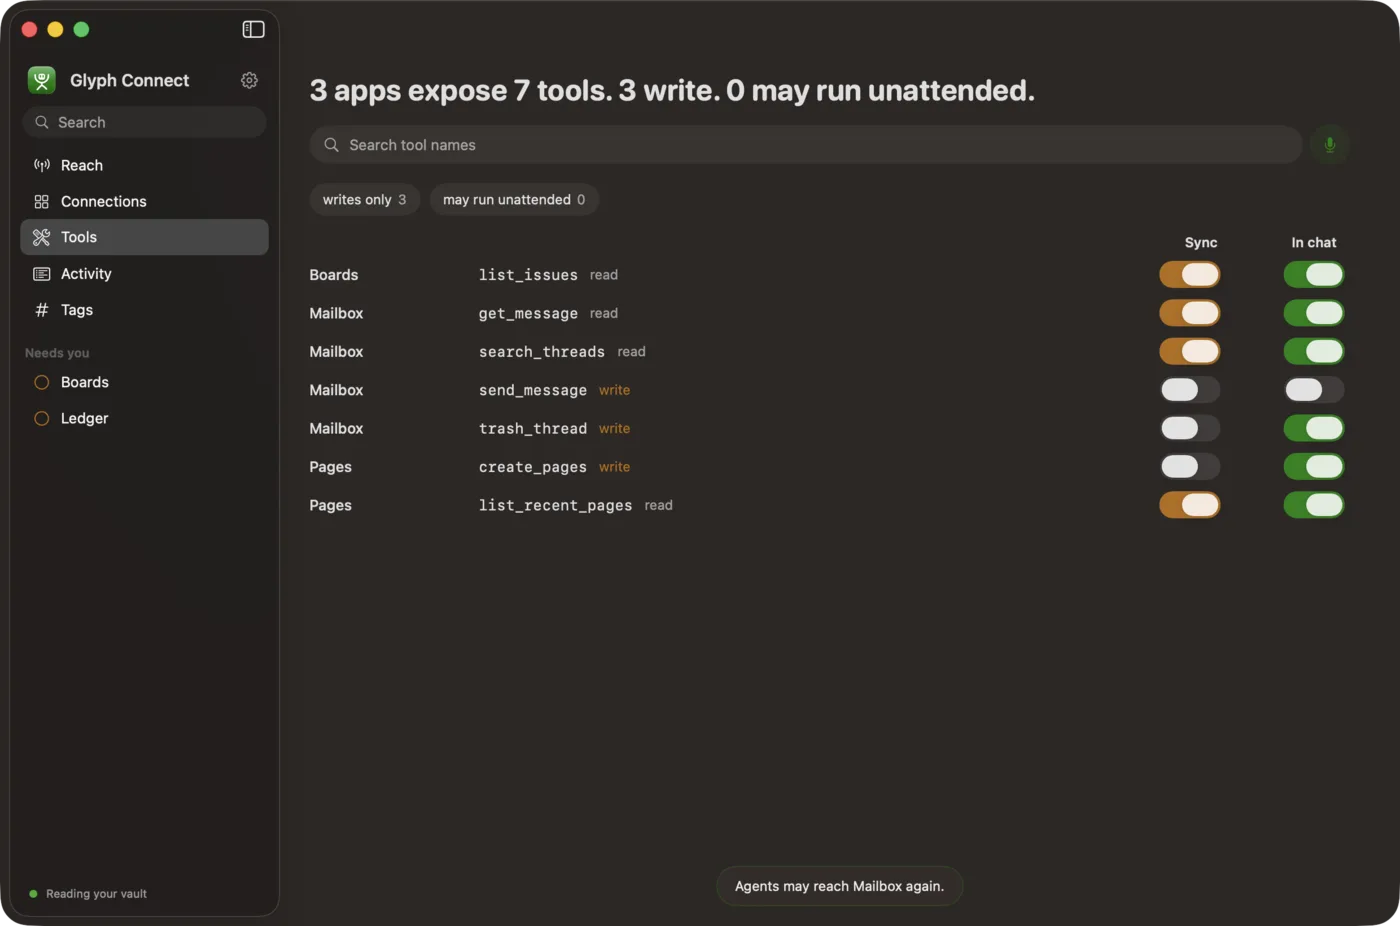 Glyph Connect
Search
Reach
Connections
Tools
Activity
Tags
Needs you
Boards
Ledger
Reading your vault
3 apps expose 7 tools. 3 write. 0 may run unattended.
Search tool names
writes only 3
may run unattended 0
Sync In chat
Boards list_issues read
Mailbox get_message read
Mailbox search_threads read
Mailbox send_message write
Mailbox trash_thread write
Pages create_pages write
Pages list_recent_pages read
Agents may reach Mailbox again.